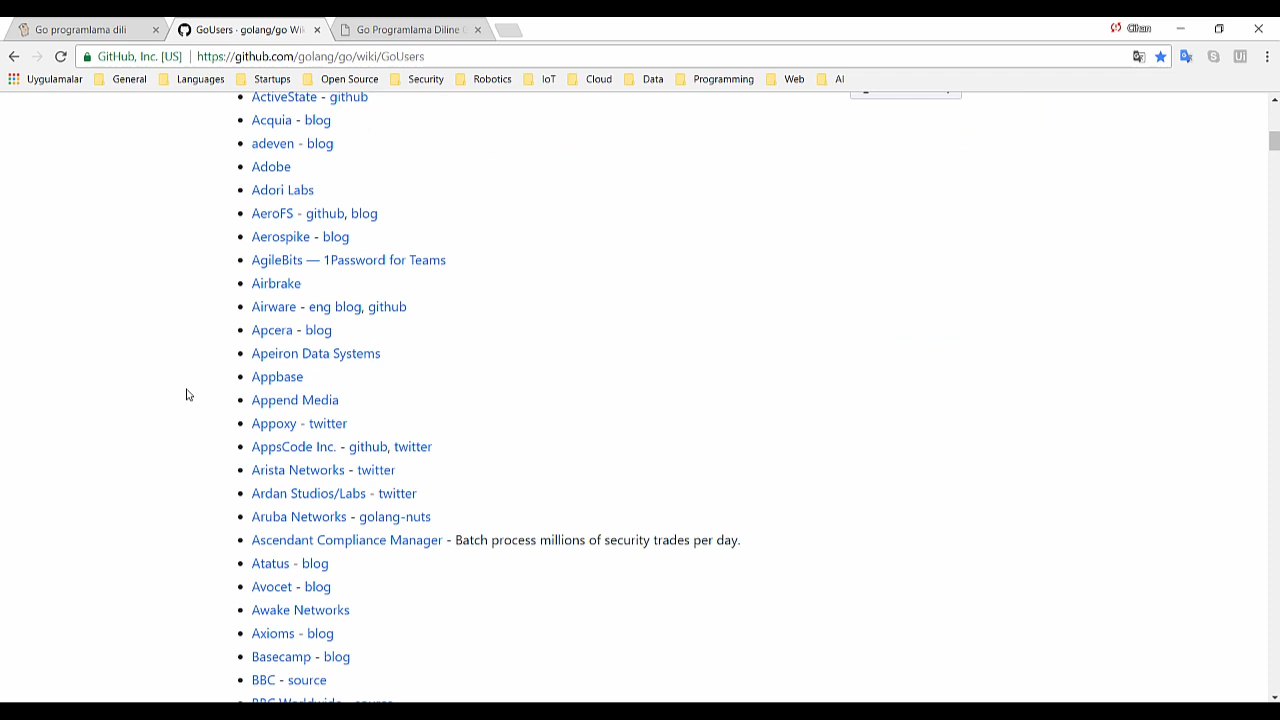 Go programlama dili
GoUsers · golang/go Wi
Go Programlama Diline
Cihan
GitHub, Inc. [US] | https://github.com/golang/go/wiki/GoUsers
Uygulamalar General Languages Startups Open Source Security Robotics IoT Cloud Data Programming Web AI
ActiveState - github
Acquia - blog
adeven - blog
Adobe
Adori Labs
AeroFS - github, blog
Aerospike - blog
AgileBits — 1Password for Teams
Airbrake
Airware - eng blog, github
Apcera - blog
Apeiron Data Systems
Appbase
Append Media
Appoxy - twitter
AppsCode Inc. - github, twitter
Arista Networks - twitter
Ardan Studios/Labs - twitter
Aruba Networks - golang-nuts
Ascendant Compliance Manager - Batch process millions of security trades per day.
Atatus - blog
Avocet - blog
Awake Networks
Axioms - blog
Basecamp - blog
BBC - source
BBC Worldwide - source